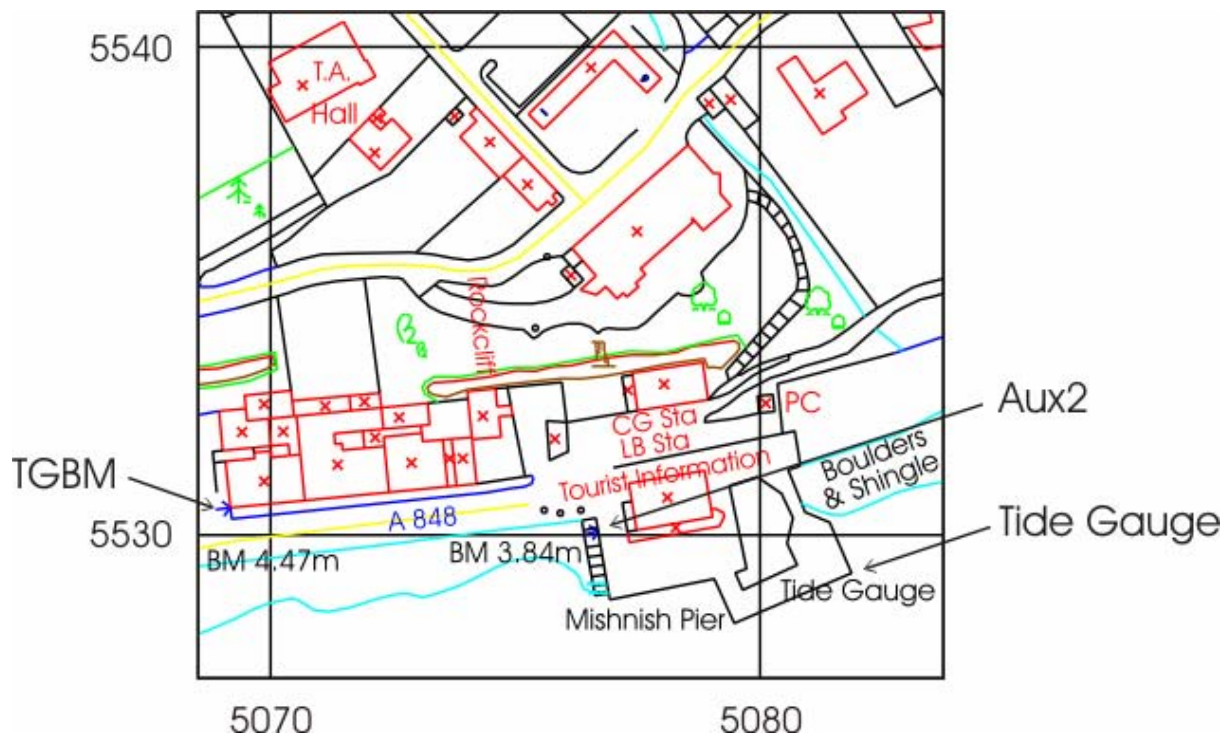 5540
T.A.
Hall
Rockcliff
PC
Aux2
CG Sta
LB Sta
Tourist Information
Boulders
& Shingle
TGBM
A 848
Tide Gauge
5530
BM 4.47m
BM 3.84m
Tide Gauge
Mishnish Pier
5070
5080